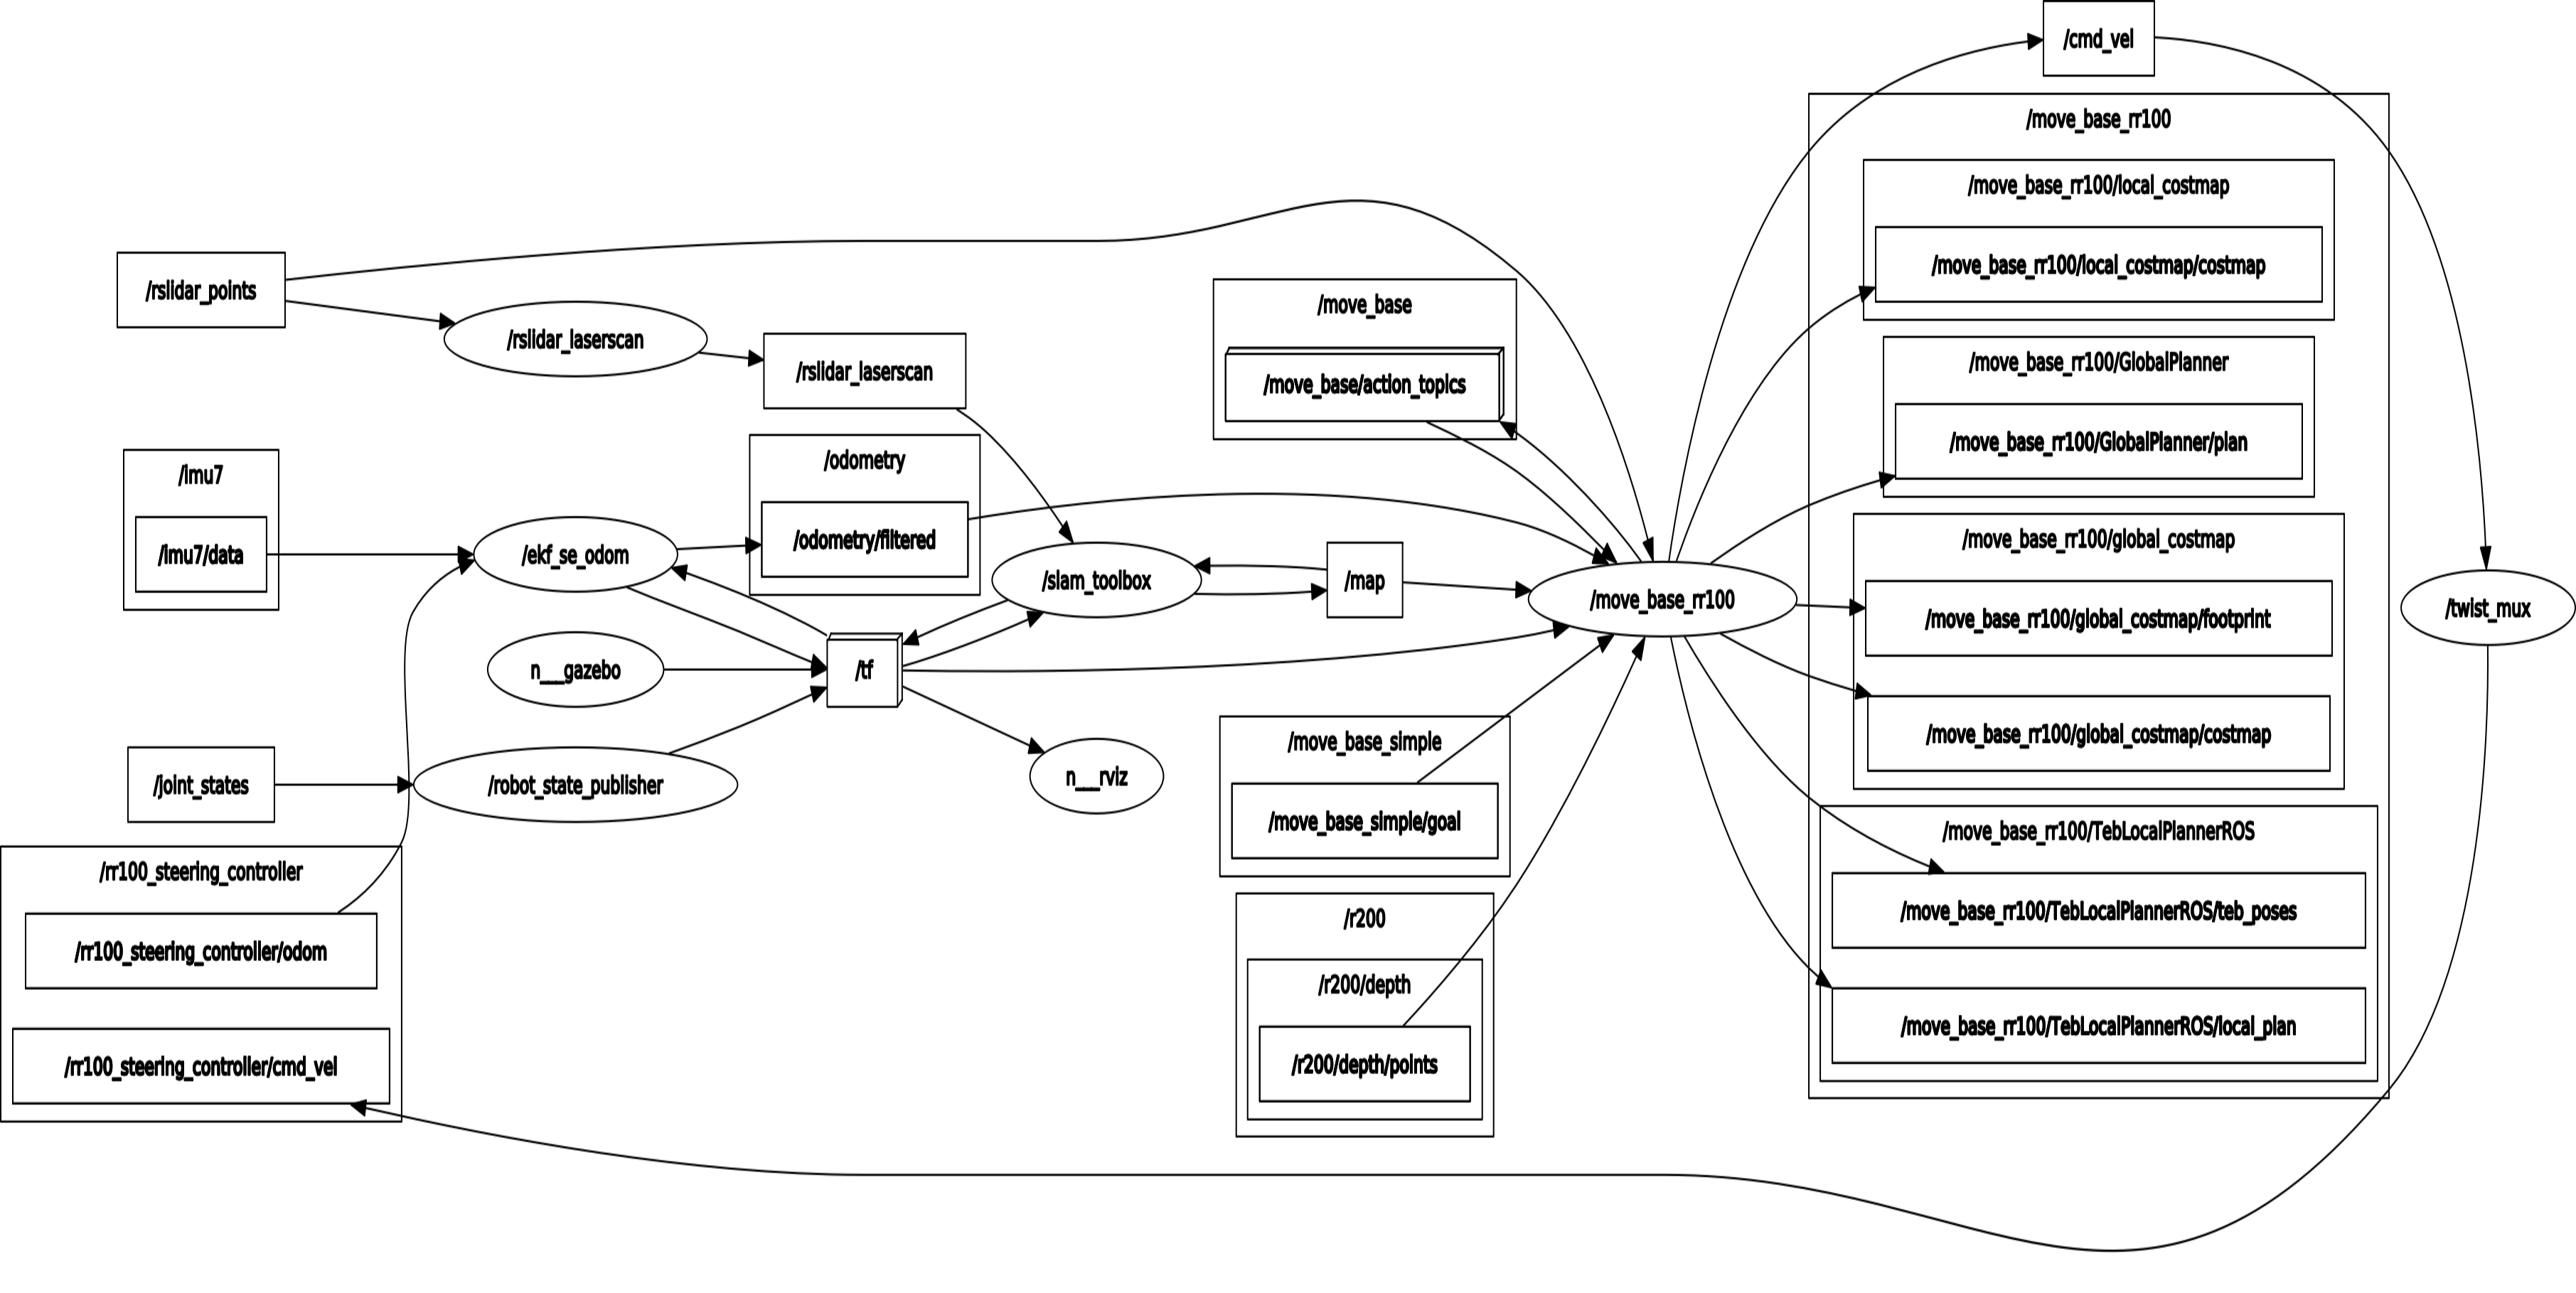 /cmd_vel
/move_base_rr100
/move_base_rr100/local_costmap
/move_base_rr100/local_costmap/costmap
/rslidar_points
/rslidar_laserscan
/rslidar_laserscan
/move_base
/move_base/action_topics
/move_base_rr100/GlobalPlanner
/move_base_rr100/GlobalPlanner/plan
/imu7
/imu7/data
/ekf_se_odom
/odometry
/odometry/filtered
/slam_toolbox
/map
/move_base_rr100
/move_base_rr100/global_costmap
/move_base_rr100/global_costmap/footprint
/move_base_rr100/global_costmap/costmap
/twist_mux
n___gazebo
/tf
/joint_states
/robot_state_publisher
n___rviz
/move_base_simple
/move_base_simple/goal
/rr100_steering_controller
/rr100_steering_controller/odom
/rr100_steering_controller/cmd_vel
/r200
/r200/depth
/r200/depth/points
/move_base_rr100/TebLocalPlannerROS
/move_base_rr100/TebLocalPlannerROS/teb_poses
/move_base_rr100/TebLocalPlannerROS/local_plan